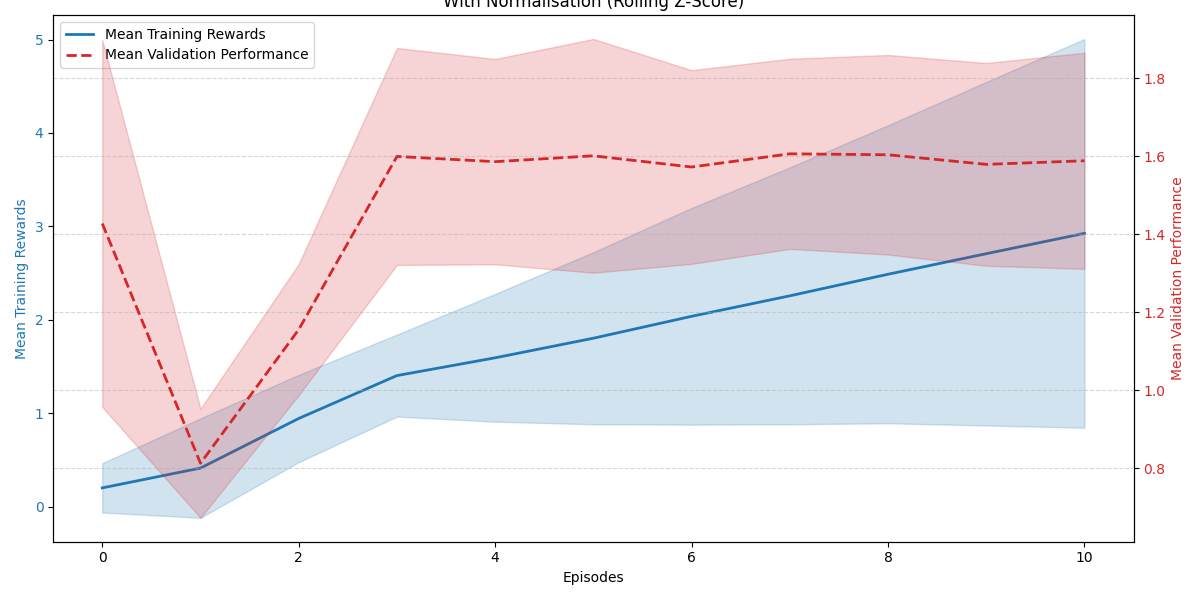 With Normalisation (Rolling Z-Score)
Mean Training Rewards
Mean Validation Performance
5
4
3
2
1
0
Mean Training Rewards
1.8
1.6
1.4
1.2
1.0
0.8
Mean Validation Performance
0 2 4 6 8 10
Episodes